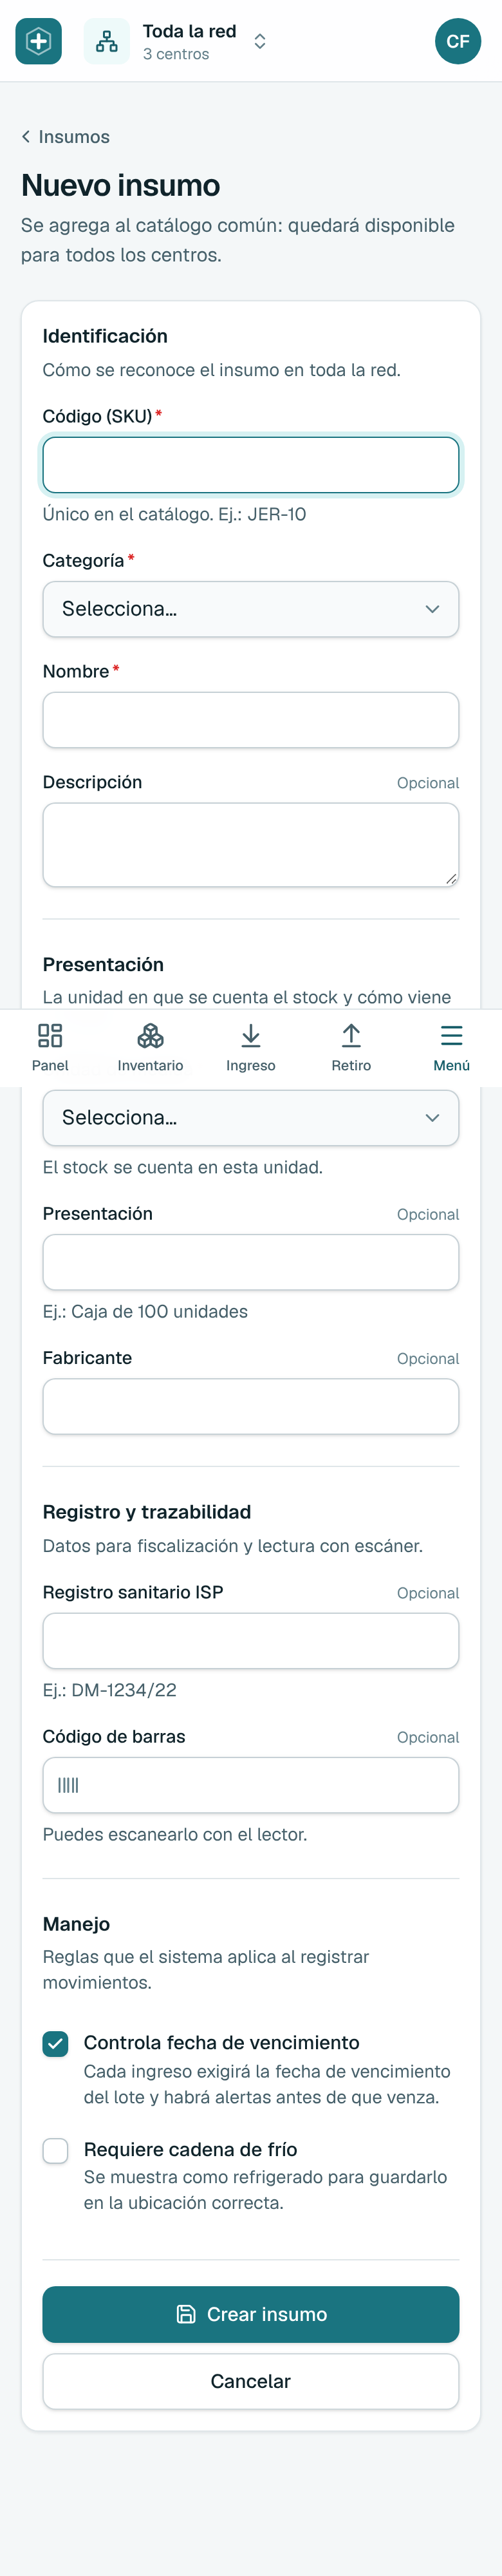 Toda la red
3 centros
CF
Insumos
Nuevo insumo
Se agrega al catálogo común: quedará disponible
para todos los centros.
Identificación
Cómo se reconoce el insumo en toda la red.
Código (SKU) *
Único en el catálogo. Ej.: JER-10
Categoría *
Selecciona...
Nombre *
Descripción
Opcional
Presentación
La unidad en que se cuenta el stock y cómo viene
Panel
Inventario
Ingreso
Retiro
Menú
Selecciona...
El stock se cuenta en esta unidad.
Presentación
Opcional
Ej.: Caja de 100 unidades
Fabricante
Opcional
Registro y trazabilidad
Datos para fiscalización y lectura con escáner.
Registro sanitario ISP
Opcional
Ej.: DM-1234/22
Código de barras
Opcional
Puedes escanearlo con el lector.
Manejo
Reglas que el sistema aplica al registrar
movimientos.
Controla fecha de vencimiento
Cada ingreso exigirá la fecha de vencimiento
del lote y habrá alertas antes de que venza.
Requiere cadena de frío
Se muestra como refrigerado para guardarlo
en la ubicación correcta.
Crear insumo
Cancelar